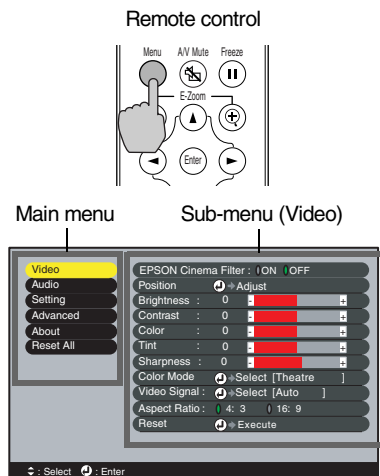 Remote control
Menu A/V Mute Freeze
E-Zoom
Enter
Main menu Sub-menu (Video)
Video
Audio
Setting
Advanced
About
Reset All
EPSON Cinema Filter : ON OFF
Position Adjust
Brightness : 0 - +
Contrast : 0 - +
Color : 0 - +
Tint : 0 - +
Sharpness : 0 - +
Color Mode Select [Theatre ]
Video Signal : Select [Auto ]
Aspect Ratio : 4: 3 16: 9
Reset Execute
: Select : Enter